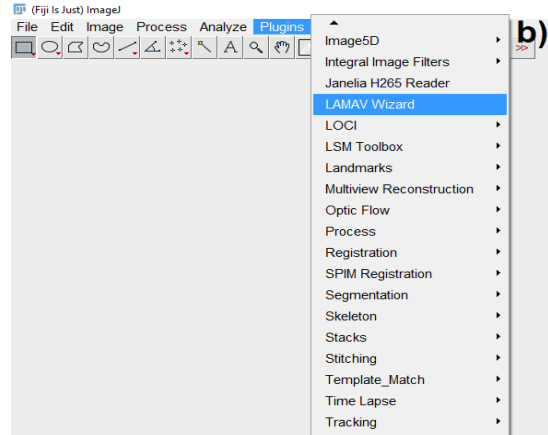 (Fiji Is Just) ImageJ
File Edit Image Process Analyze Plugins
A
>>
b)
Image5D
Integral Image Filters
Janelia H265 Reader
LAMAV Wizard
LOCI
LSM Toolbox
Landmarks
Multiview Reconstruction
Optic Flow
Process
Registration
SPIM Registration
Segmentation
Skeleton
Stacks
Stitching
Template_Match
Time Lapse
Tracking